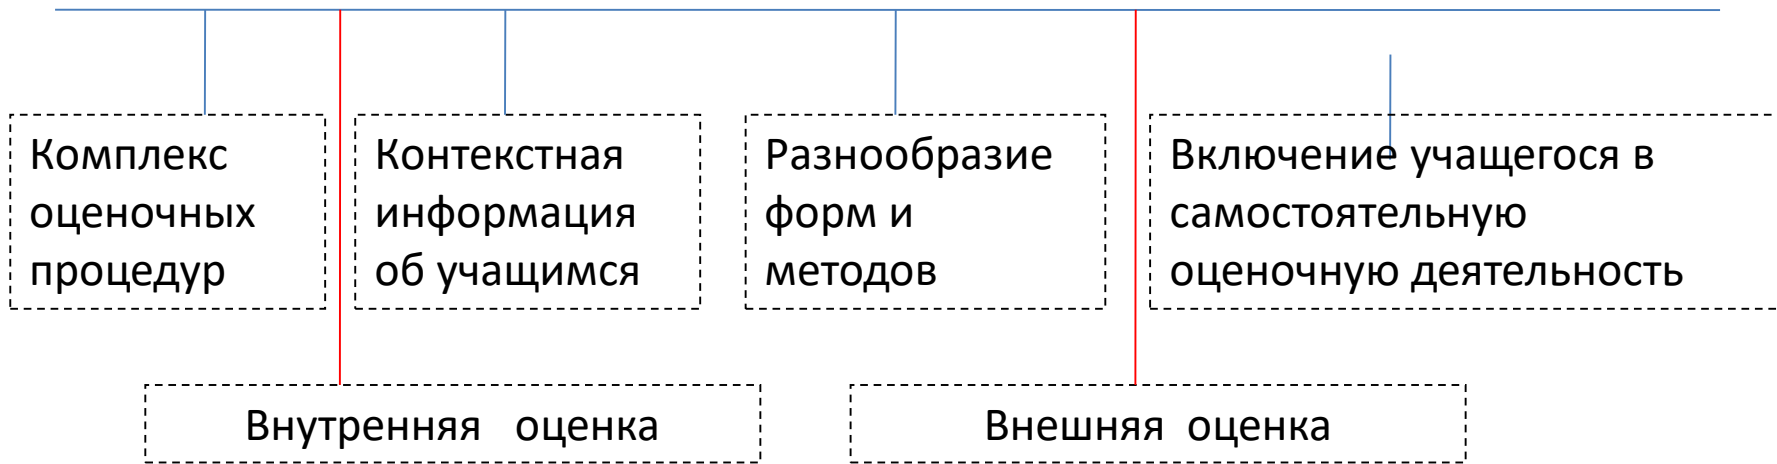 Комплекс
оценочных
процедур
Контекстная
информация
об учащимся
Разнообразие
форм и
методов
Включение учащегося в
самостоятельную
оценочную деятельность
Внутренняя оценка
Внешняя оценка